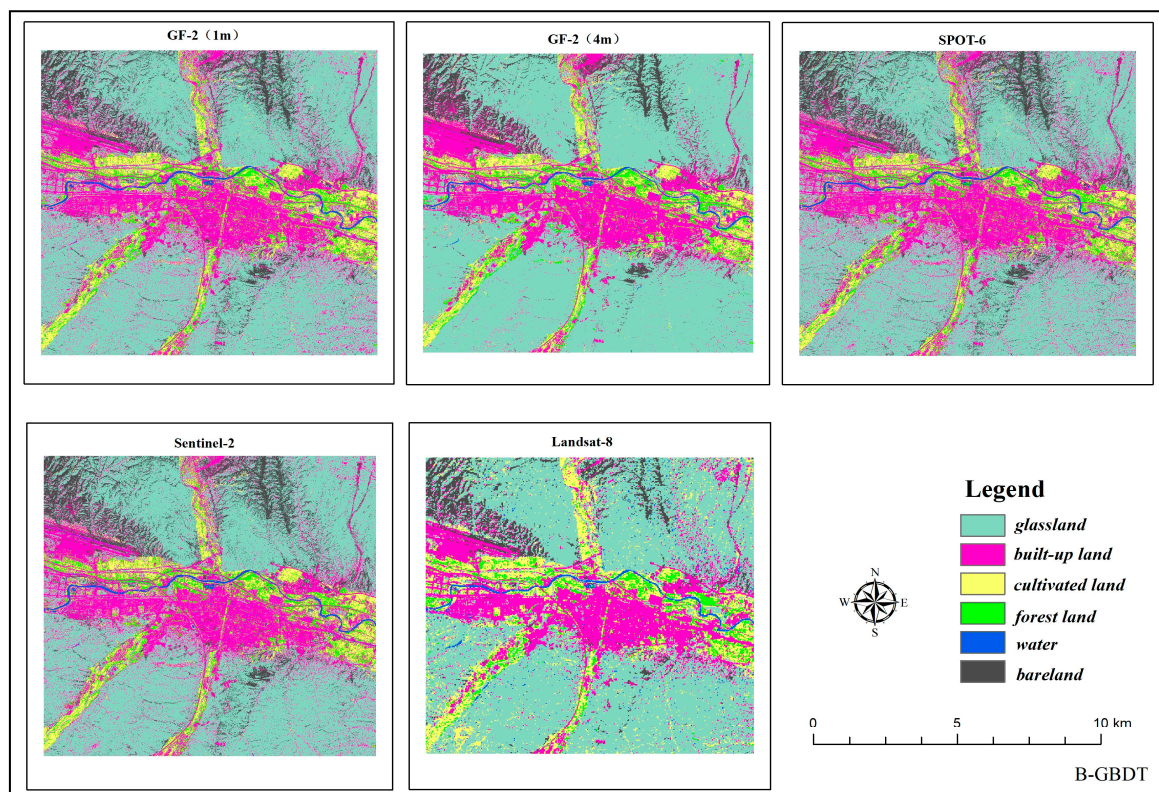 GF-2（1m）
GF-2（4m）
SPOT-6
Sentinel-2
Landsat-8
Legend
glassland
built-up land
cultivated land
forest land
water
bareland
N
W E
S
0 5 10 km
B-GBDT